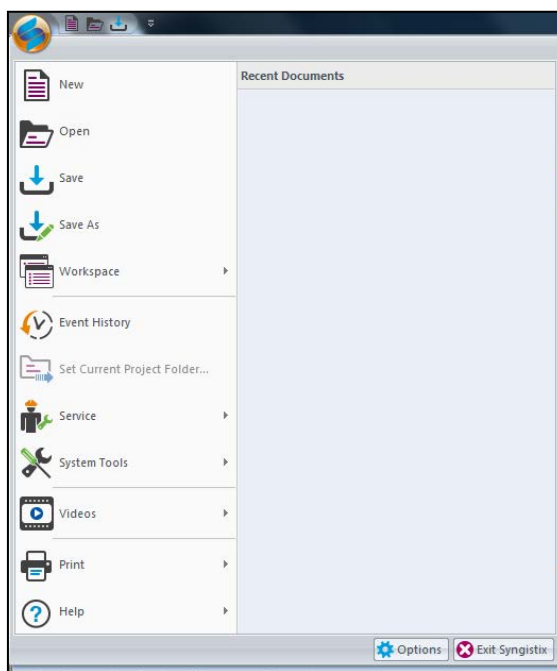 Recent Documents
New
Open
Save
Save As
Workspace
Event History
Set Current Project Folder...
Service
System Tools
Videos
Print
Help
Options
Exit Syngistix